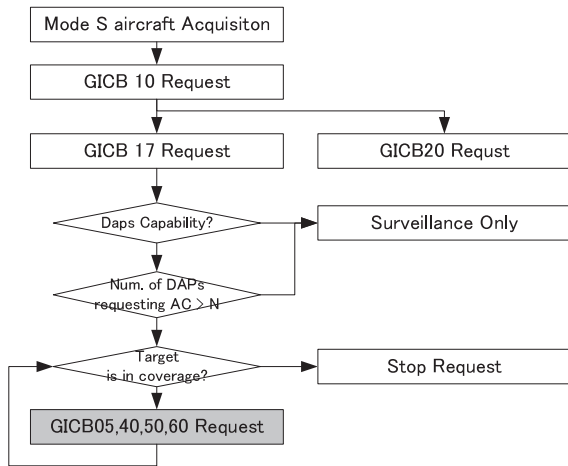 Mode S aircraft Acquisiton
GICB 10 Request
GICB 17 Request
GICB20 Requst
Daps Capability?
Surveillance Only
Num. of DAPs
requesting AC > N
Target
is in coverage?
Stop Request
GICB05,40,50,60 Request